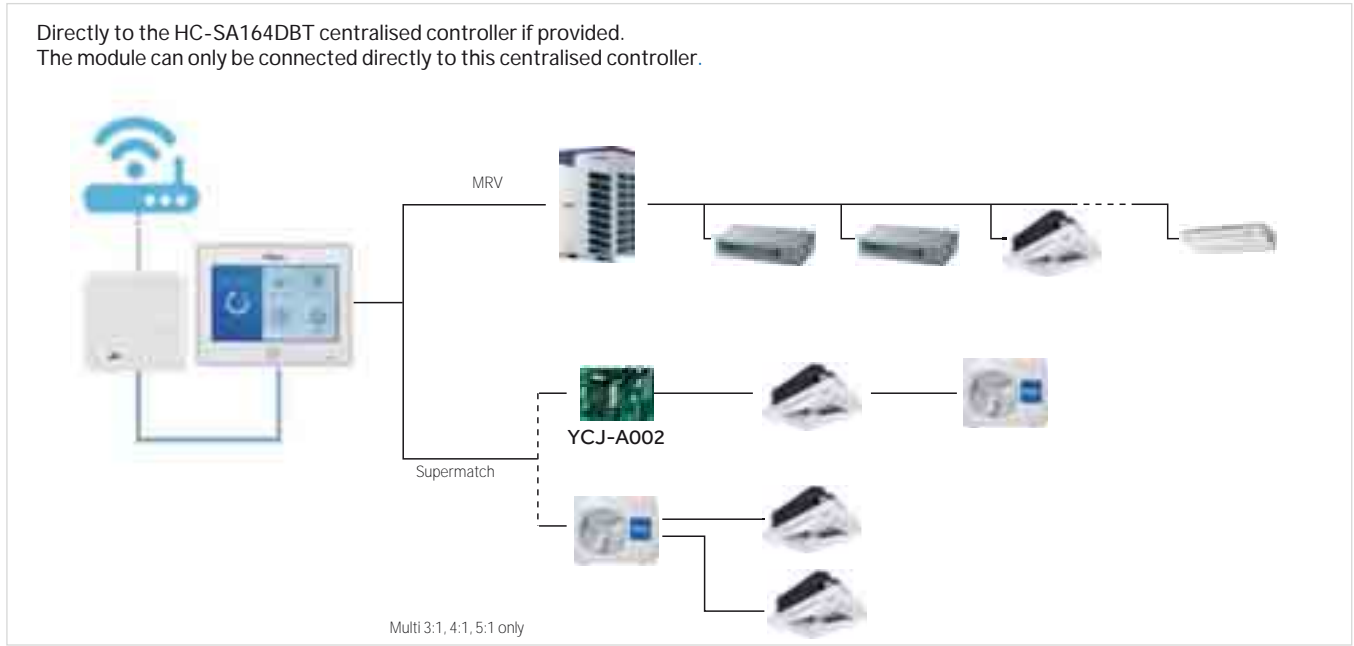 Directly to the HC-SA164DBT centralised controller if provided.
The module can only be connected directly to this centralised controller.
MRV
YCJ-A002
Supermatch
Multi 3:1, 4:1, 5:1 only